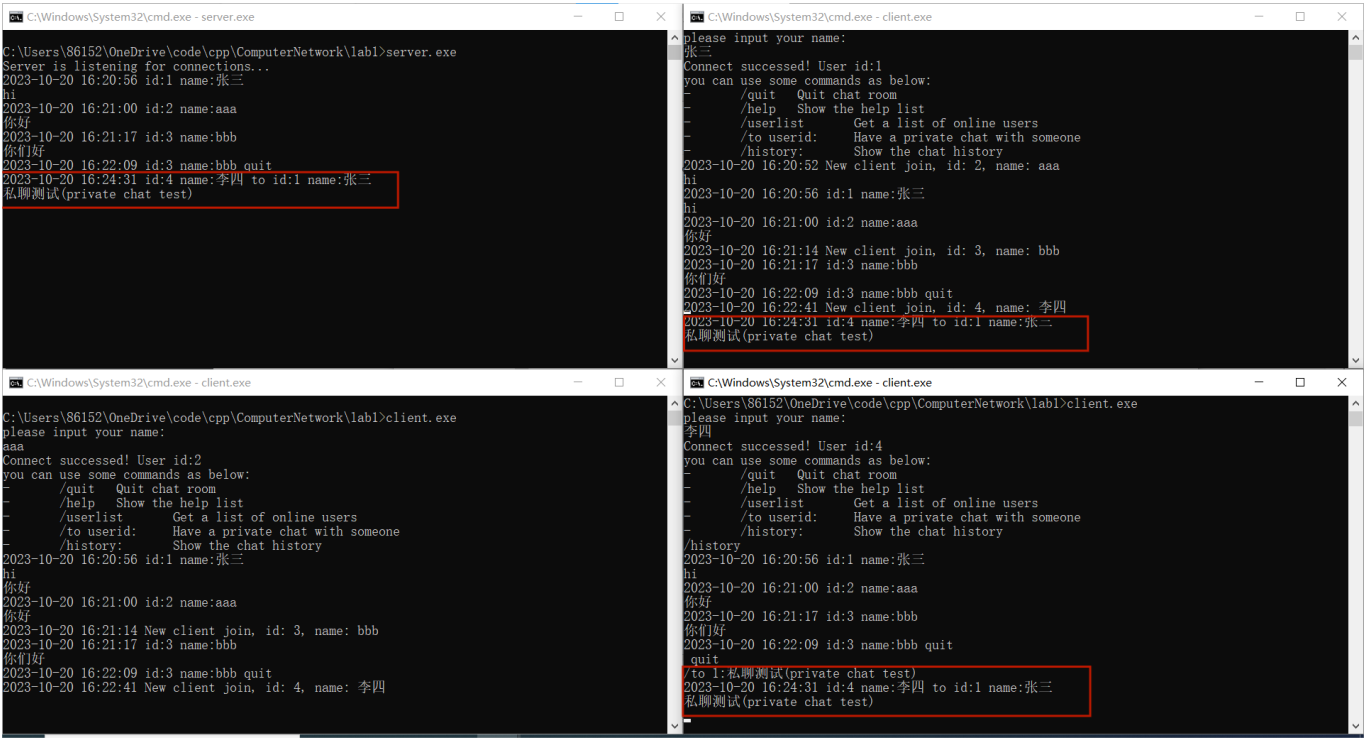 C:\Windows\System32\cmd.exe - server.exe
C:\Users\86152\OneDrive\code\cpp\ComputerNetwork\lab1>server.exe
Server is listening for connections...
2023-10-20 16:20:56 id:1 name:张三
hi
2023-10-20 16:21:00 id:2 name:aaa
你好
2023-10-20 16:21:17 id:3 name:bbb
你们好
2023-10-20 16:22:09 id:3 name:bbb quit
2023-10-20 16:24:31 id:4 name:李四 to id:1 name:张三
私聊测试(private chat test)
C:\Windows\System32\cmd.exe - client.exe
please input your name:
张三
Connect successed! User id:1
you can use some commands as below:
-       /quit   Quit chat room
-       /help   Show the help list
-       /userlist       Get a list of online users
-       /to userid:     Have a private chat with someone
-       /history:       Show the chat history
2023-10-20 16:20:52 New client join, id: 2, name: aaa
hi
2023-10-20 16:20:56 id:1 name:张三
hi
2023-10-20 16:21:00 id:2 name:aaa
你好
2023-10-20 16:21:14 New client join, id: 3, name: bbb
2023-10-20 16:21:17 id:3 name:bbb
你们好
2023-10-20 16:22:09 id:3 name:bbb quit
2023-10-20 16:22:41 New client join, id: 4, name: 李四
2023-10-20 16:24:31 id:4 name:李四 to id:1 name:张三
私聊测试(private chat test)
C:\Windows\System32\cmd.exe - client.exe
C:\Users\86152\OneDrive\code\cpp\ComputerNetwork\lab1>client.exe
please input your name:
aaa
Connect successed! User id:2
you can use some commands as below:
-       /quit   Quit chat room
-       /help   Show the help list
-       /userlist       Get a list of online users
-       /to userid:     Have a private chat with someone
-       /history:       Show the chat history
2023-10-20 16:20:56 id:1 name:张三
hi
你好
2023-10-20 16:21:00 id:2 name:aaa
你好
2023-10-20 16:21:14 New client join, id: 3, name: bbb
2023-10-20 16:21:17 id:3 name:bbb
你们好
2023-10-20 16:22:09 id:3 name:bbb quit
2023-10-20 16:22:41 New client join, id: 4, name: 李四
C:\Windows\System32\cmd.exe - client.exe
C:\Users\86152\OneDrive\code\cpp\ComputerNetwork\lab1>client.exe
please input your name:
李四
Connect successed! User id:4
you can use some commands as below:
-       /quit   Quit chat room
-       /help   Show the help list
-       /userlist       Get a list of online users
-       /to userid:     Have a private chat with someone
-       /history:       Show the chat history
/history
2023-10-20 16:20:56 id:1 name:张三
hi
2023-10-20 16:21:00 id:2 name:aaa
你好
2023-10-20 16:21:17 id:3 name:bbb
你们好
2023-10-20 16:22:09 id:3 name:bbb quit
quit
/to 1:私聊测试(private chat test)
2023-10-20 16:24:31 id:4 name:李四 to id:1 name:张三
私聊测试(private chat test)